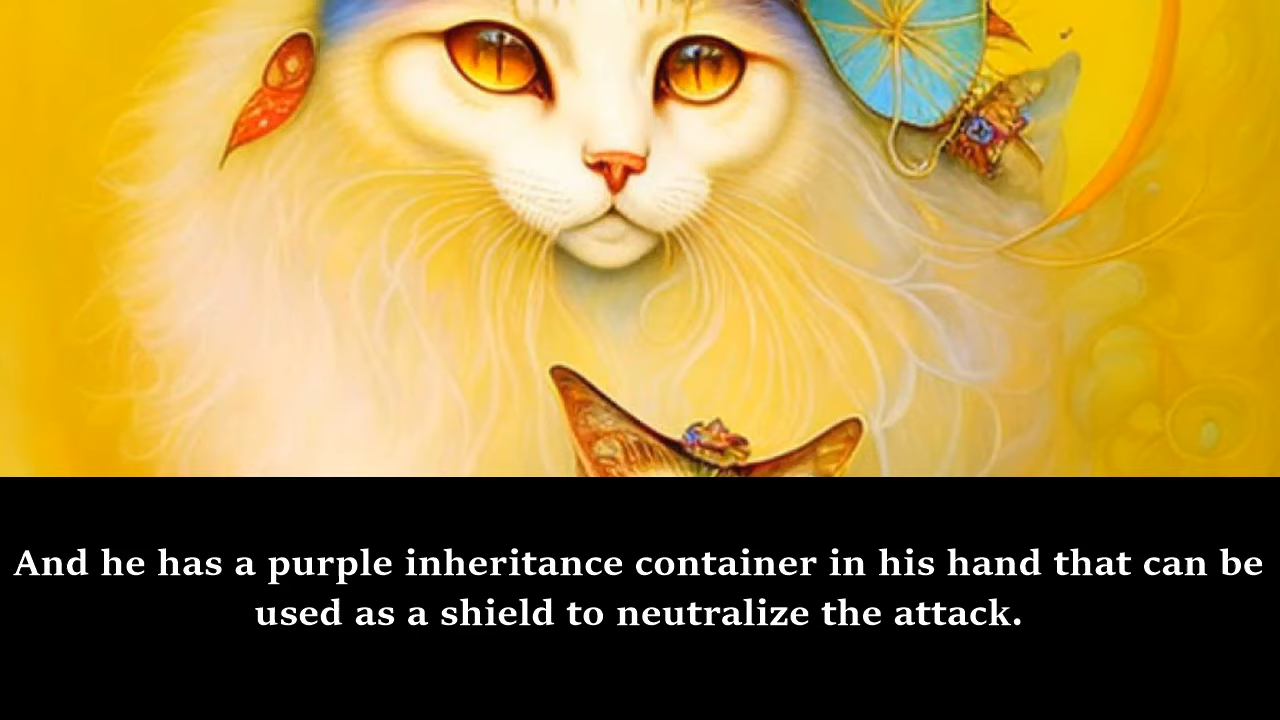 And he has a purple inheritance container in his hand that can be
used as a shield to neutralize the attack.